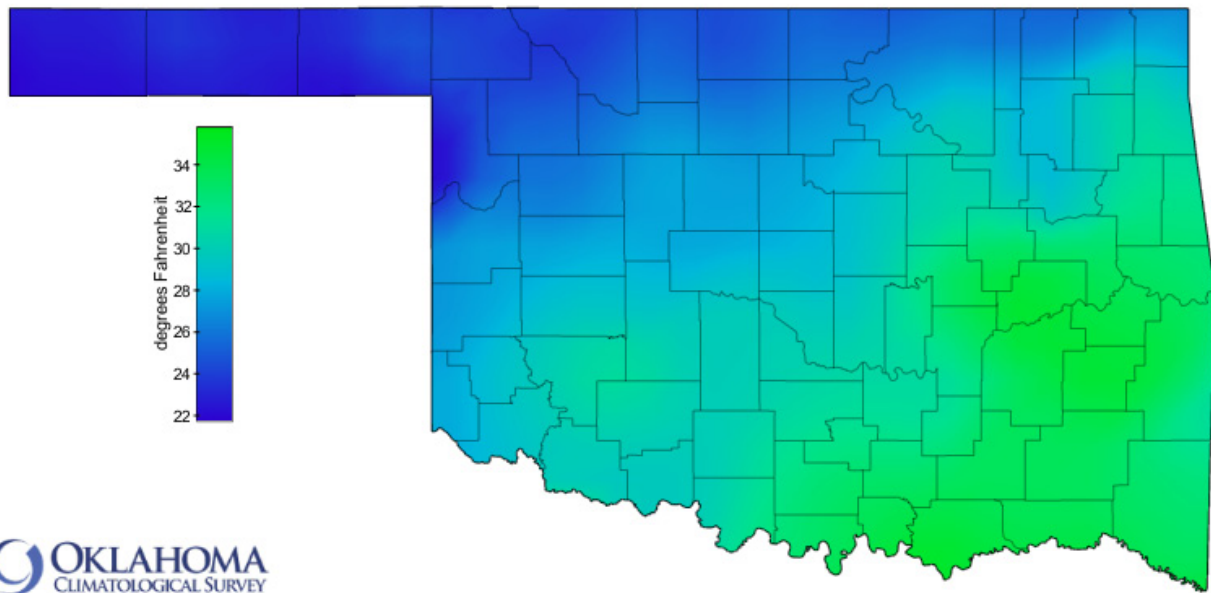 34
32
30
28
26
24
22
degrees Fahrenheit
OKLAHOMA
CLIMATOLOGICAL SURVEY